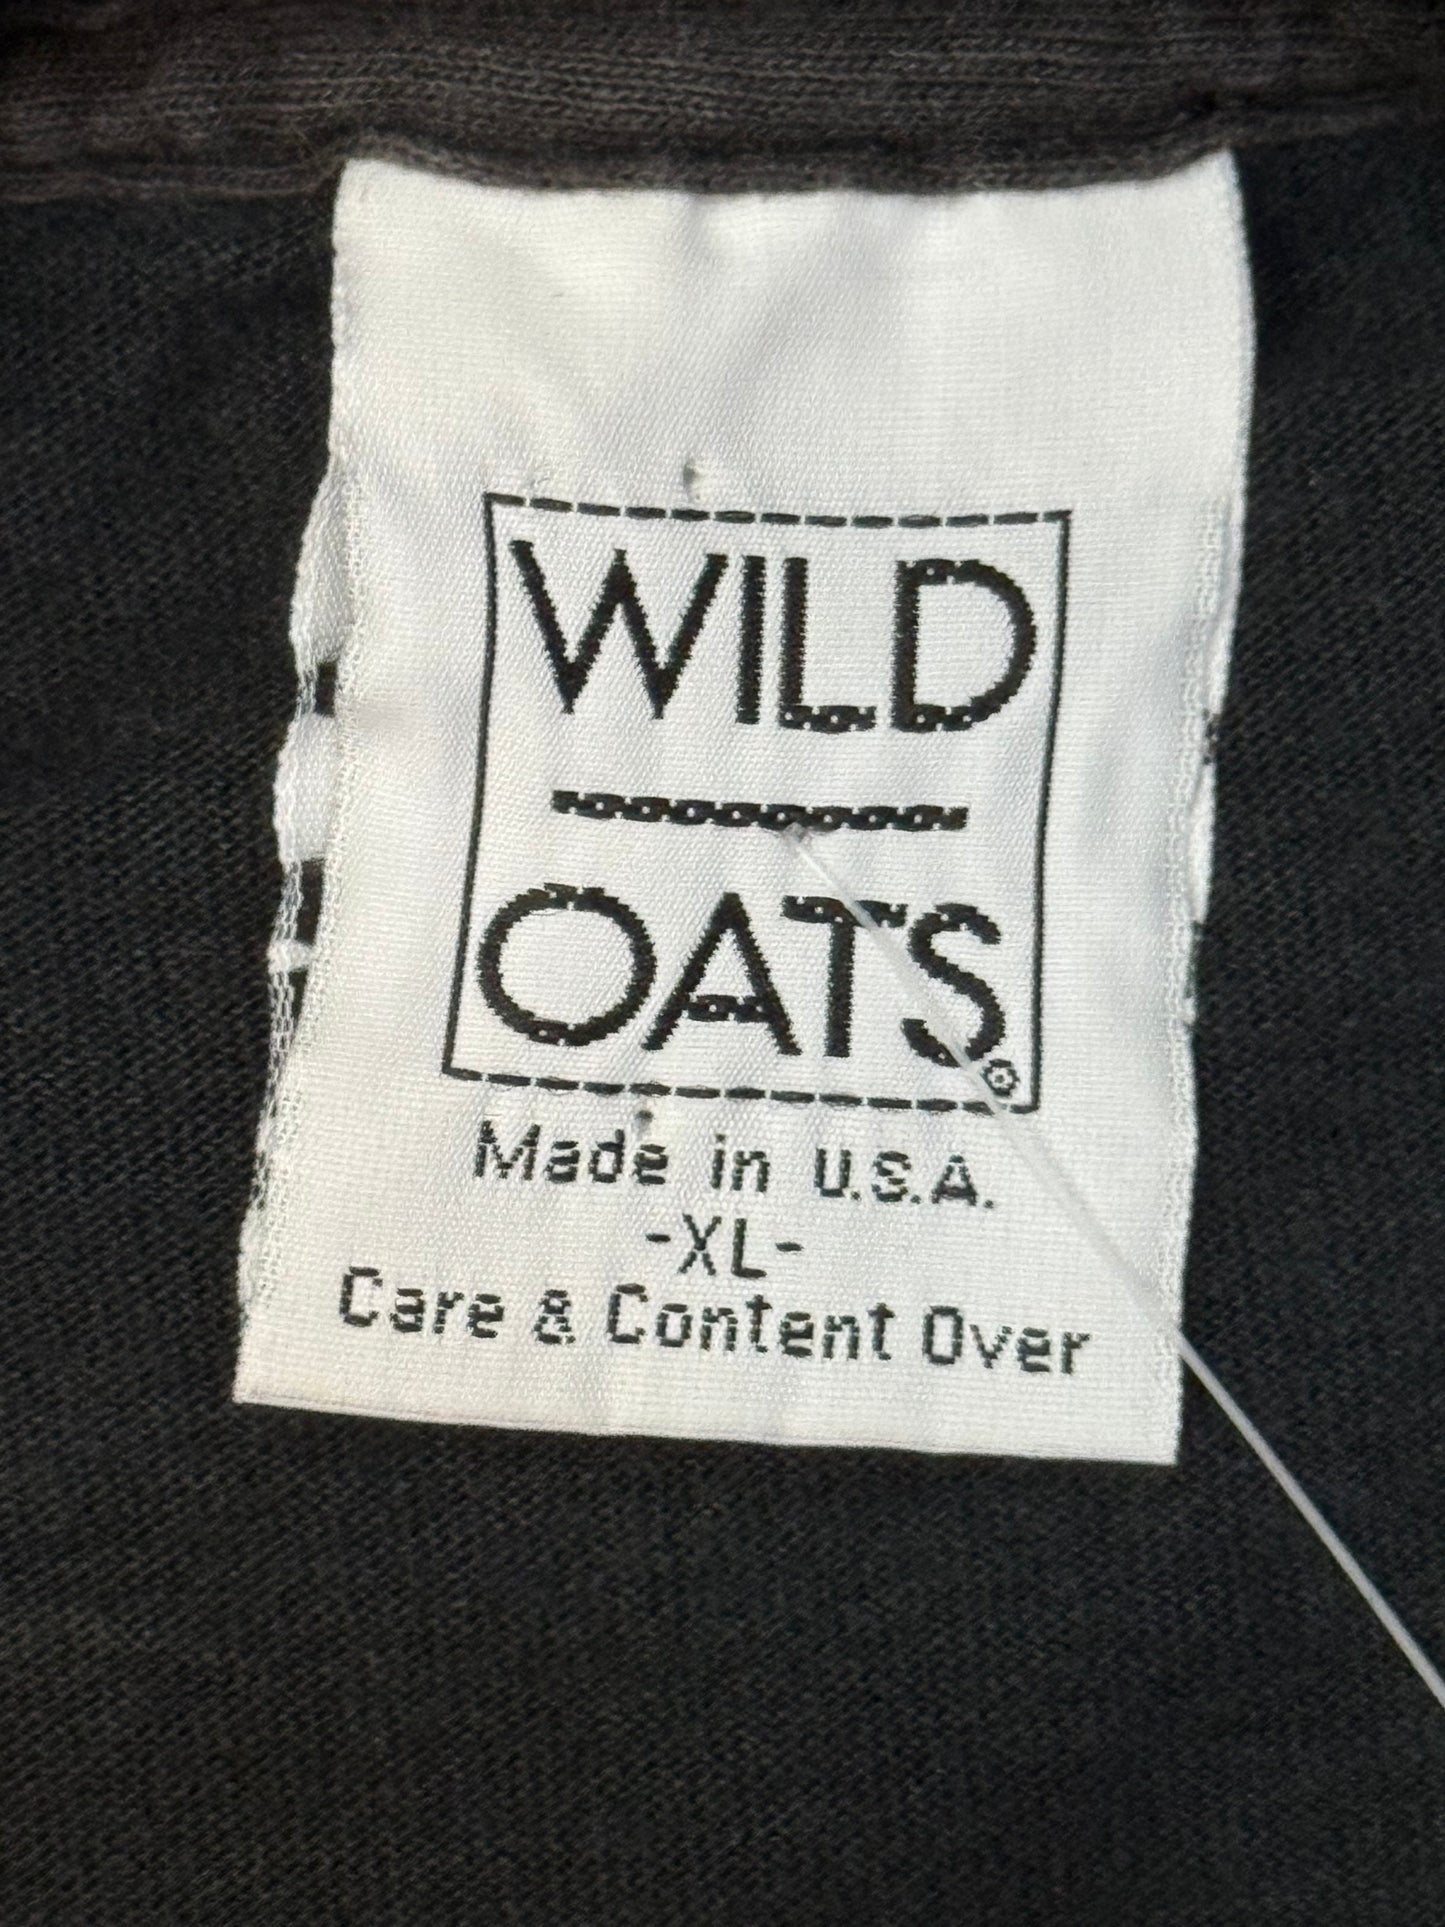 WILD
OATS®
Made in U.S.A.
-XL-
Care & Content Over